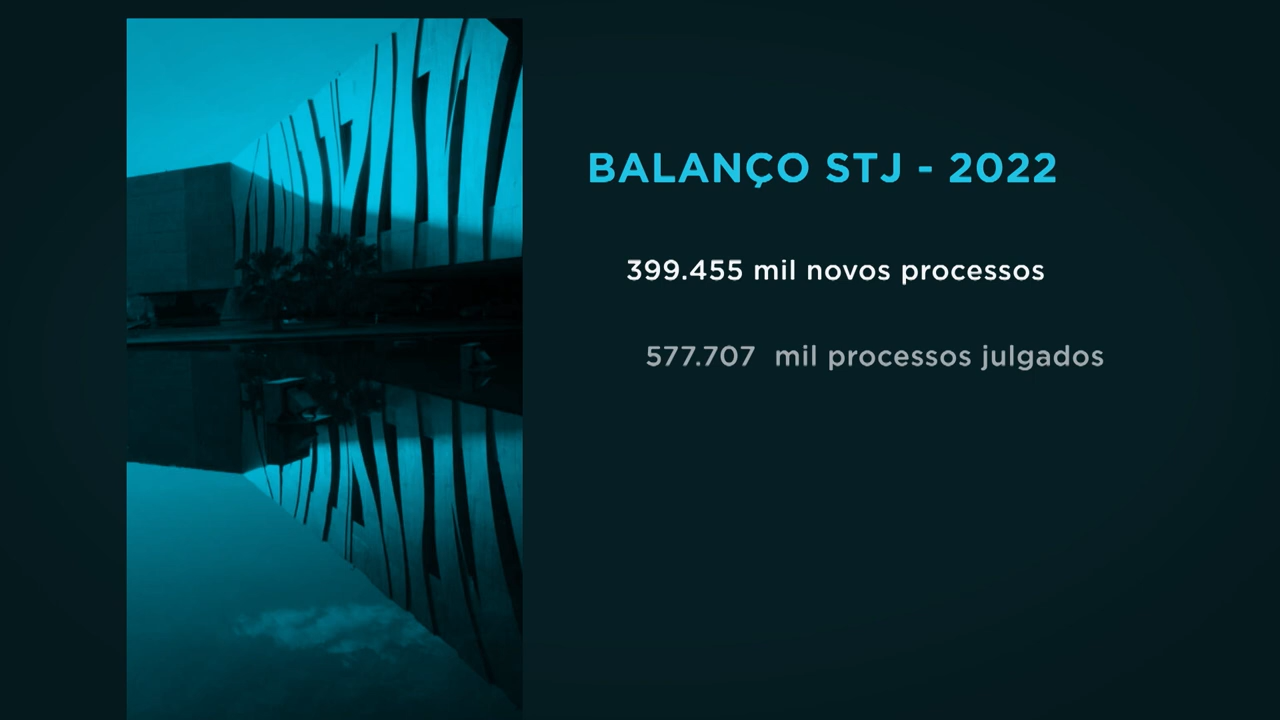 BALANÇO STJ - 2022
399.455 mil novos processos
577.707 mil processos julgados